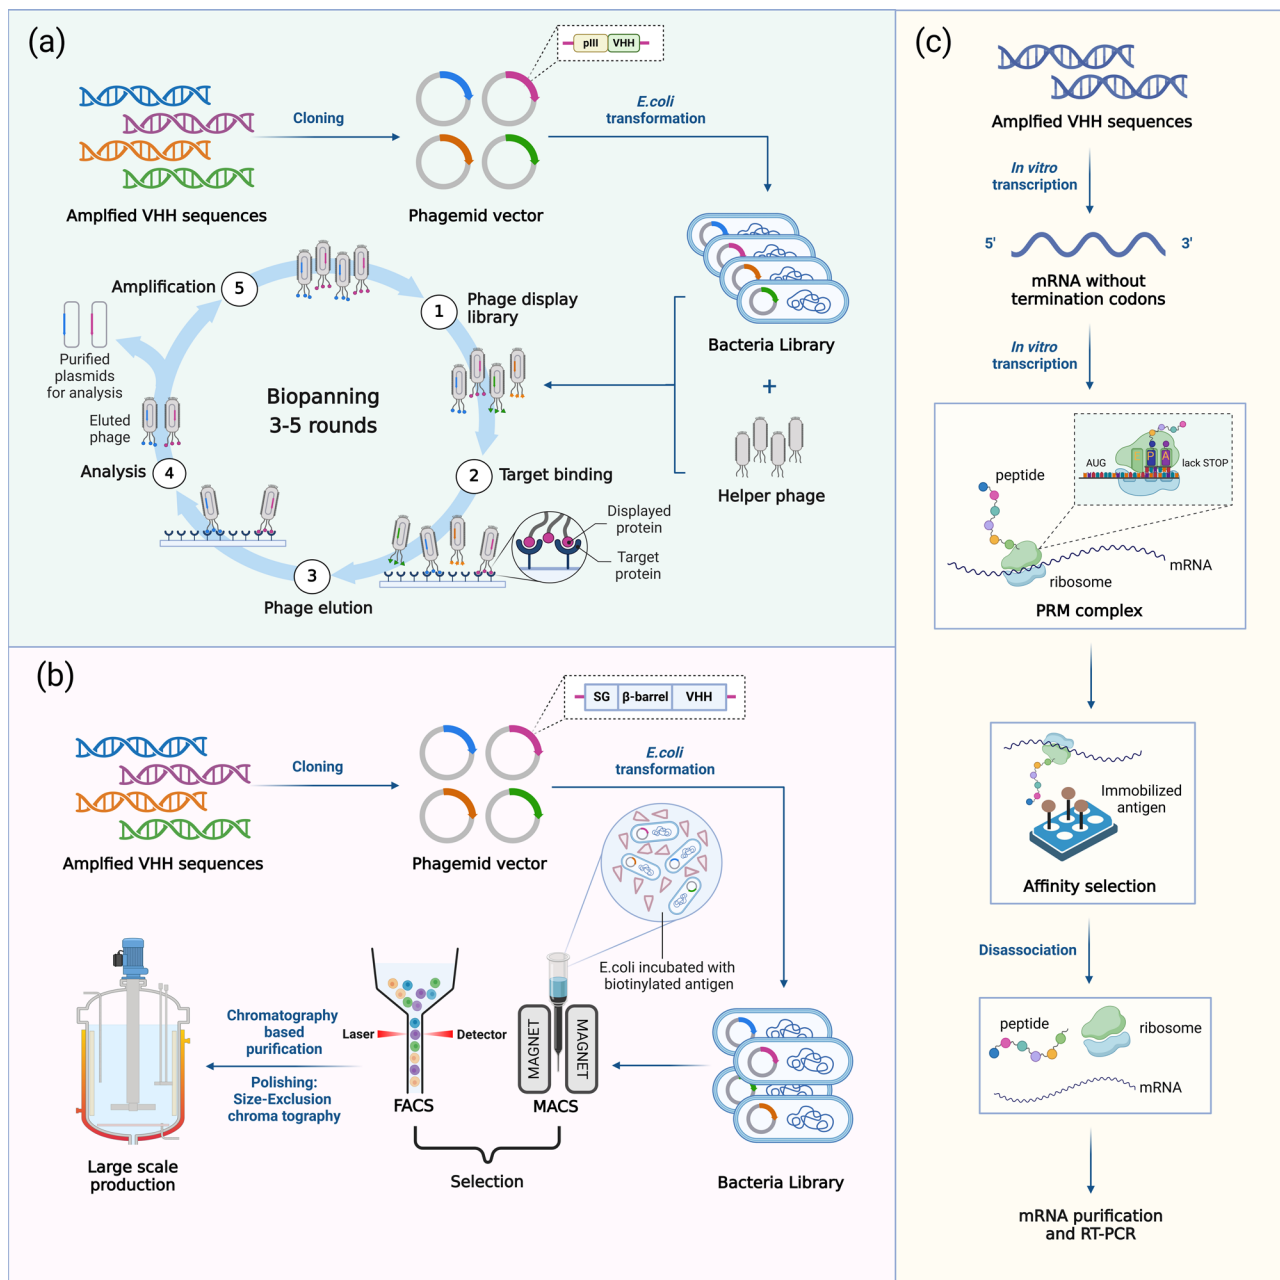 (a)
pIII
VHH
Cloning
E.coli
transformation
Amplfied VHH sequences
Phagemid vector
Amplification
5
1
Phage display
library
Purified
plasmids
for analysis
Biopanning
3-5 rounds
Bacteria Library
+
Eluted
phage
Analysis
4
2
Target binding
Helper phage
Displayed
protein
Target
protein
3
Phage elution
(b)
SG
β-barrel
VHH
Cloning
E.coli
transformation
Amplfied VHH sequences
Phagemid vector
E.coli incubated with
biotinylated antigen
Chromatography
based
purification
Polishing:
Size-Exclusion
chroma tography
Laser
Detector
MAGNET
MAGNET
FACS
MACS
Large scale
production
Selection
Bacteria Library
(c)
Amplfied VHH sequences
In vitro
transcription
5'
3'
mRNA without
termination codons
In vitro
transcription
P
A
AUG
lack STOP
peptide
mRNA
ribosome
PRM complex
Immobilized
antigen
Affinity selection
Disassociation
peptide
ribosome
mRNA
mRNA purification
and RT-PCR